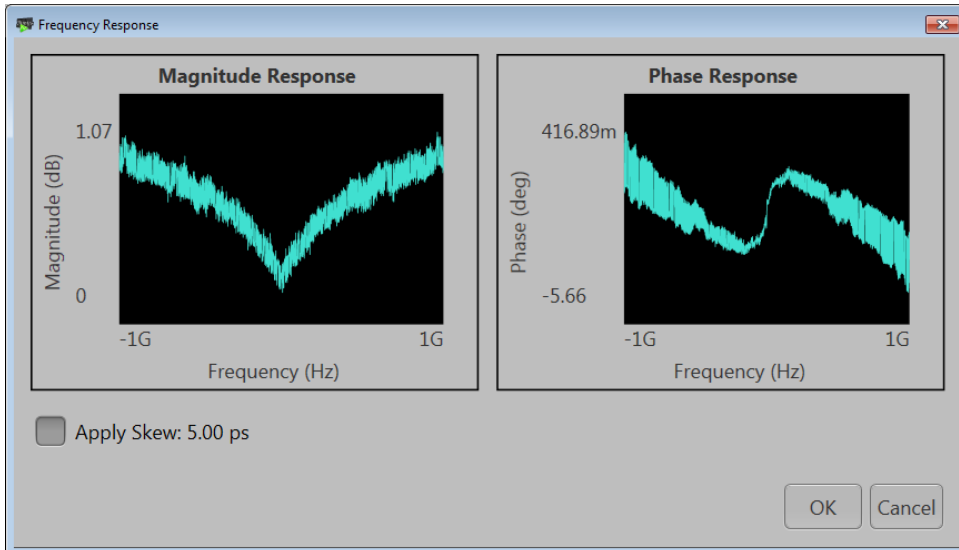 Frequency Response
Magnitude Response
1.07
Magnitude (dB)
0
-1G
1G
Frequency (Hz)
Phase Response
416.89m
Phase (deg)
-5.66
-1G
1G
Frequency (Hz)
Apply Skew: 5.00 ps
OK
Cancel